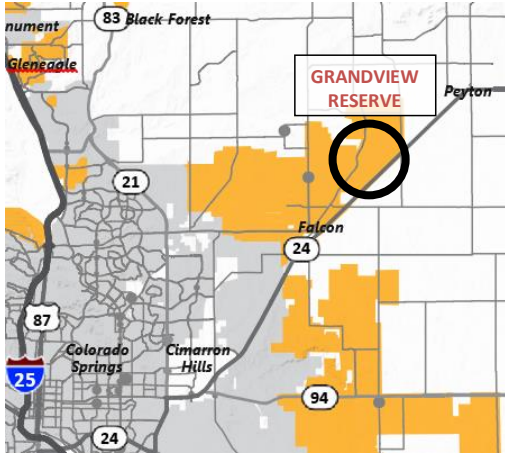 83
Black Forest
nument
Gleneagle
GRANDVIEW
RESERVE
Peyton
21
Falcon
24
87
Colorado
Springs
Cimarron
Hills
25
94
24